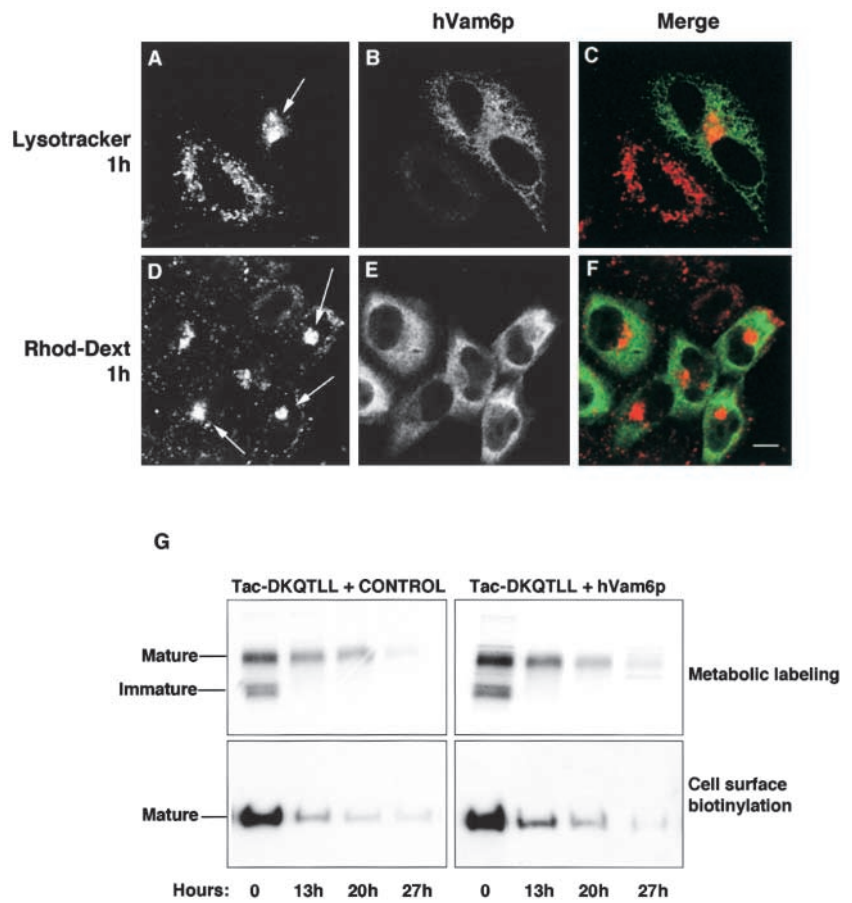 hVam6p Merge
A B C
Lysotracker
1h
D E F
Rhod-Dext
1h
G
Tac-DKQTLL + CONTROL Tac-DKQTLL + hVam6p
Mature
Immature
Metabolic labeling
Mature
Cell surface
biotinylation
Hours: 0 13h 20h 27h 0 13h 20h 27h